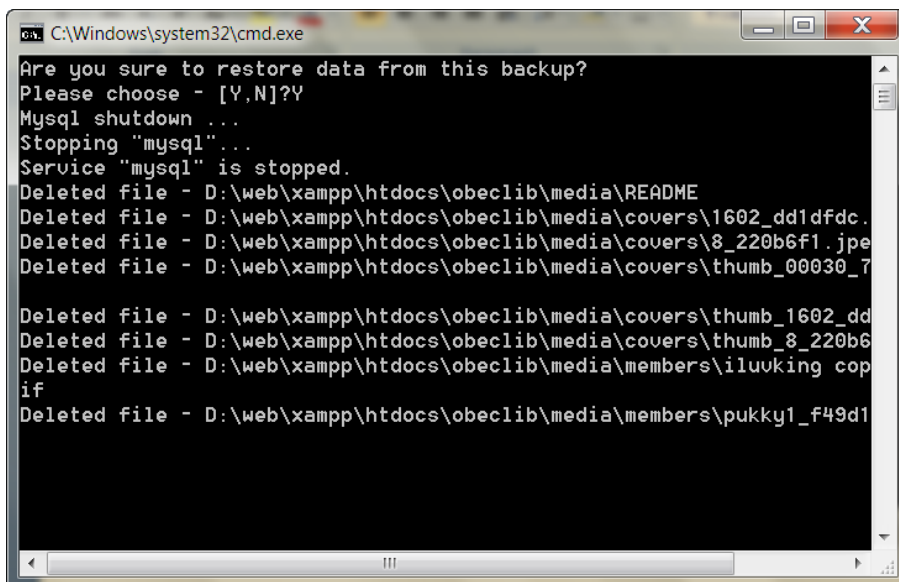 C:\Windows\system32\cmd.exe
Are you sure to restore data from this backup?
Please choose - [Y,N]?Y
Mysql shutdown ...
Stopping "mysql"...
Service "mysql" is stopped.
Deleted file - D:\web\xampp\htdocs\obeclib\media\README
Deleted file - D:\web\xampp\htdocs\obeclib\media\covers\1602_dd1dfdc.
Deleted file - D:\web\xampp\htdocs\obeclib\media\covers\8_220b6f1.jpe
Deleted file - D:\web\xampp\htdocs\obeclib\media\covers\thumb_00030_7
Deleted file - D:\web\xampp\htdocs\obeclib\media\covers\thumb_1602_dd
Deleted file - D:\web\xampp\htdocs\obeclib\media\covers\thumb_8_220b6
Deleted file - D:\web\xampp\htdocs\obeclib\media\members\iluvking cop
if
Deleted file - D:\web\xampp\htdocs\obeclib\media\members\pukky1_f49d1